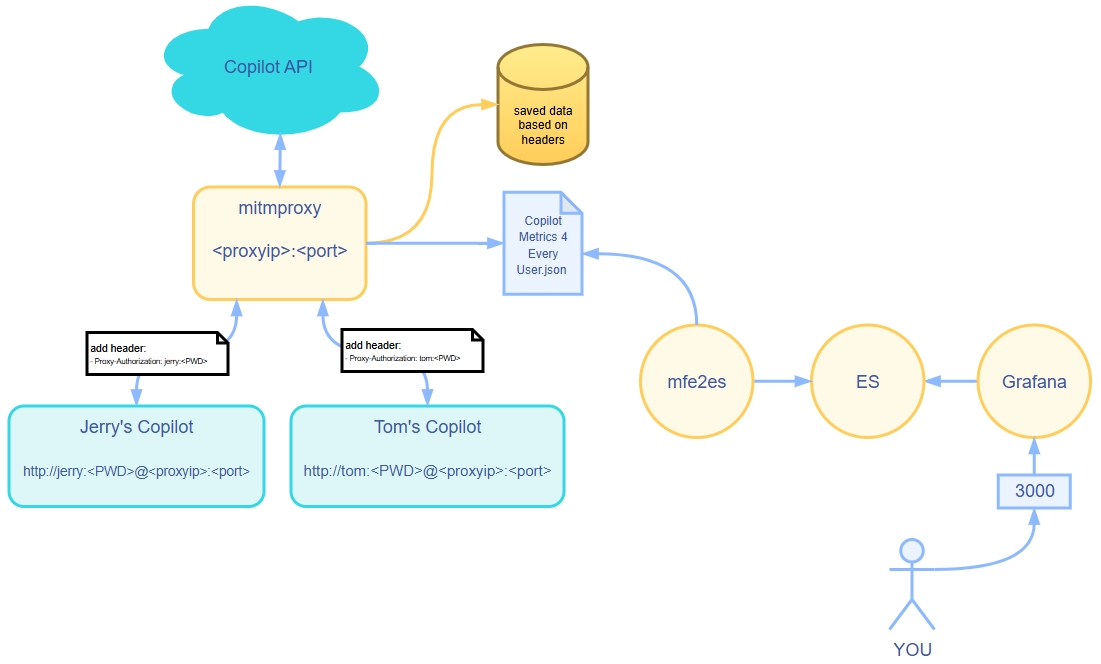 Copilot API
saved data
based on
headers
mitmproxy
<proxyip>:<port>
Copilot
Metrics 4
Every
User.json
add header:
- Proxy-Authorization: jerry:<PWD>
add header:
- Proxy-Authorization: tom:<PWD>
Jerry's Copilot
http://jerry:<PWD>@<proxyip>:<port>
Tom's Copilot
http://tom:<PWD>@<proxyip>:<port>
mfe2es
ES
Grafana
3000
YOU